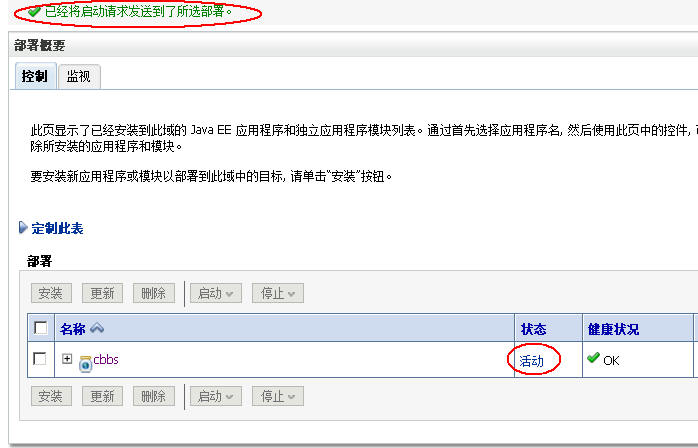 已经将启动请求发送到了所选部署。
部署概要
控制 监视
此页显示了已经安装到此域的 Java EE 应用程序和独立应用程序模块列表。通过首先选择应用程序名, 然后使用此页中的控件,
除所安装的应用程序和模块。
要安装新应用程序或模块以部署到此域中的目标, 请单击“安装”按钮。
定制此表
部署
安装 更新 删除 启动 停止
名称 状态 健康状况
cbbs 活动 OK
安装 更新 删除 启动 停止